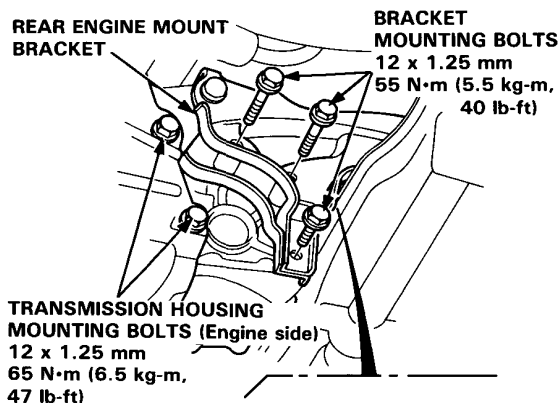 REAR ENGINE MOUNT
BRACKET
BRACKET
MOUNTING BOLTS
12 x 1.25 mm
55 N•m (5.5 kg-m,
40 lb-ft)
TRANSMISSION HOUSING
MOUNTING BOLTS (Engine side)
12 x 1.25 mm
65 N•m (6.5 kg-m,
47 lb-ft)